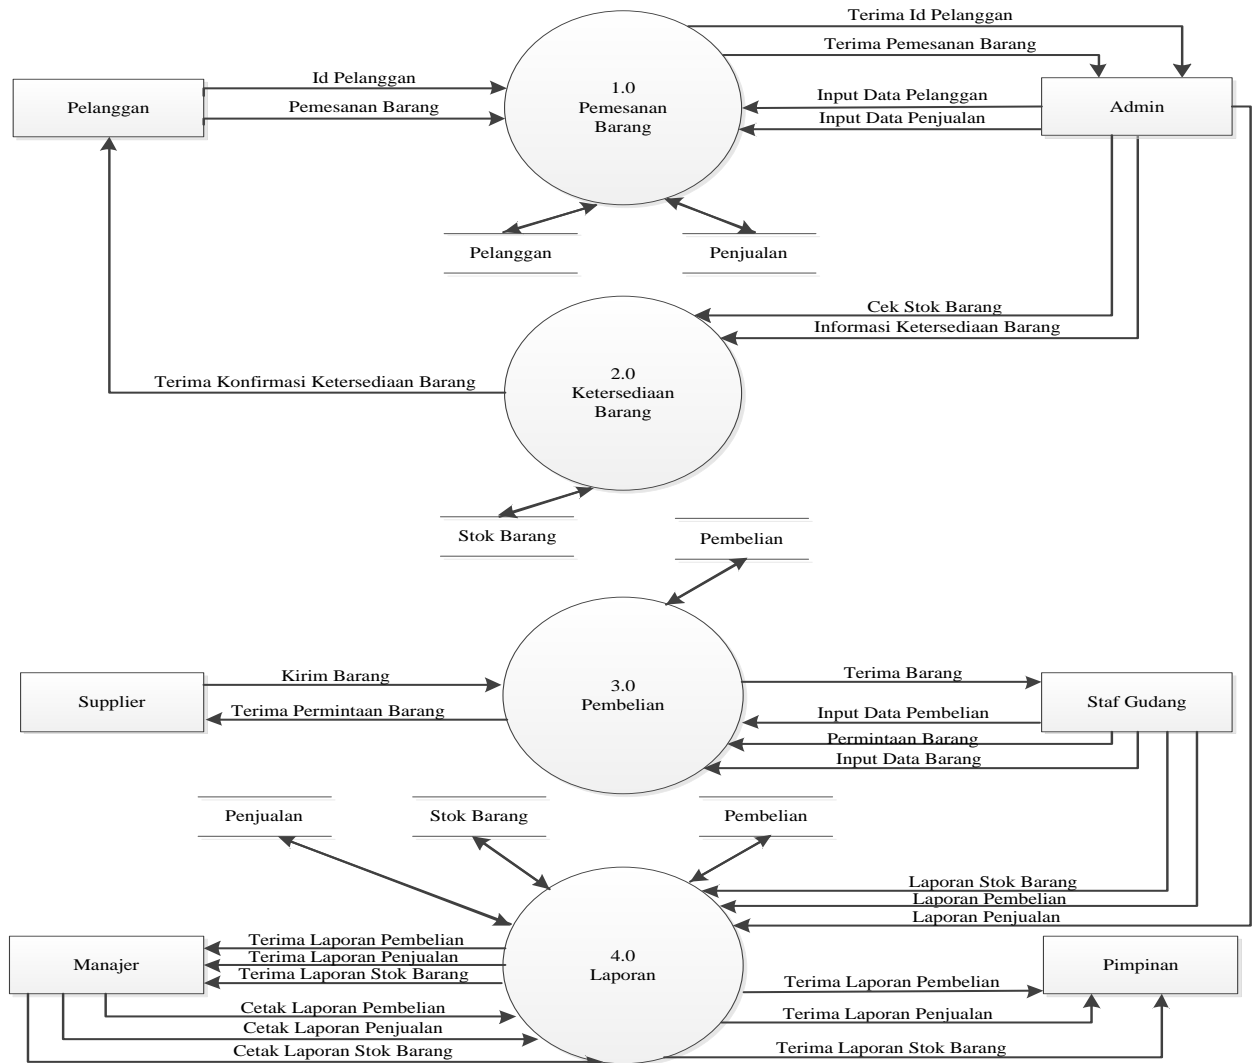 Terima Id Pelanggan
Terima Pemesanan Barang
Id Pelanggan
Pemesanan Barang
Pelanggan
1.0
Pemesanan
Barang
Input Data Pelanggan
Input Data Penjualan
Admin
Pelanggan
Penjualan
Cek Stok Barang
Informasi Ketersediaan Barang
Terima Konfirmasi Ketersediaan Barang
2.0
Ketersediaan
Barang
Stok Barang
Pembelian
Supplier
Kirim Barang
Terima Permintaan Barang
3.0
Pembelian
Terima Barang
Input Data Pembelian
Permintaan Barang
Input Data Barang
Staf Gudang
Penjualan
Stok Barang
Pembelian
Laporan Stok Barang
Laporan Pembelian
Laporan Penjualan
Manajer
Terima Laporan Pembelian
Terima Laporan Penjualan
Terima Laporan Stok Barang
Cetak Laporan Pembelian
Cetak Laporan Penjualan
Cetak Laporan Stok Barang
4.0
Laporan
Terima Laporan Pembelian
Terima Laporan Penjualan
Terima Laporan Stok Barang
Pimpinan